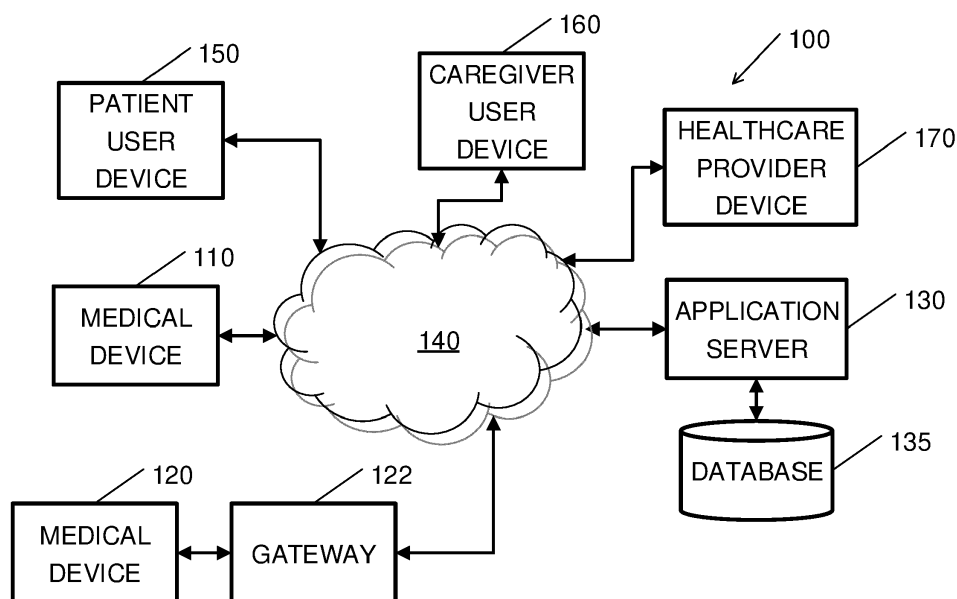 160
100
150
CAREGIVER
USER
DEVICE
PATIENT
USER
DEVICE
HEALTHCARE
PROVIDER
DEVICE
170
110
MEDICAL
DEVICE
140
APPLICATION
SERVER
130
DATABASE
135
120
122
MEDICAL
DEVICE
GATEWAY